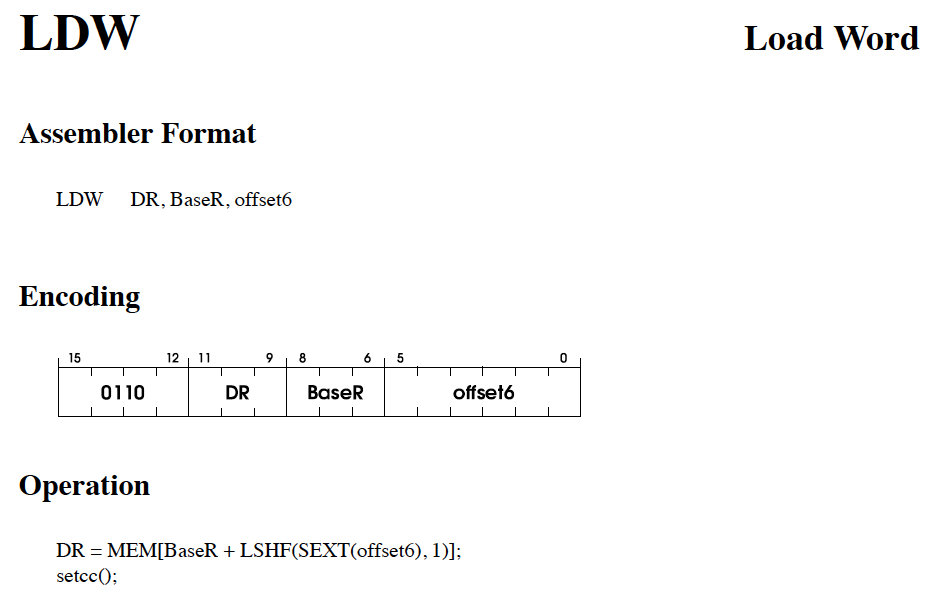 LDW Load Word
Assembler Format
LDW DR, BaseR, offset6
Encoding
15 12 11 9 8 6 5 0
0110 DR BaseR offset6
Operation
DR = MEM[BaseR + LSHF(SEXT(offset6), 1)];
setcc();